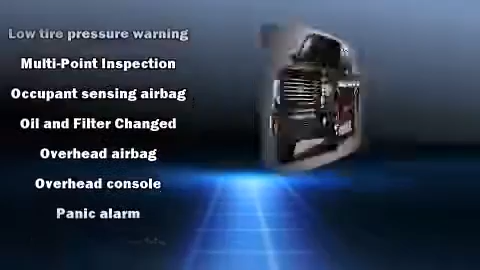 Low tire pressure warning
Multi-Point Inspection
Occupant sensing airbag
Oil and Filter Changed
Overhead airbag
Overhead console
Panic alarm